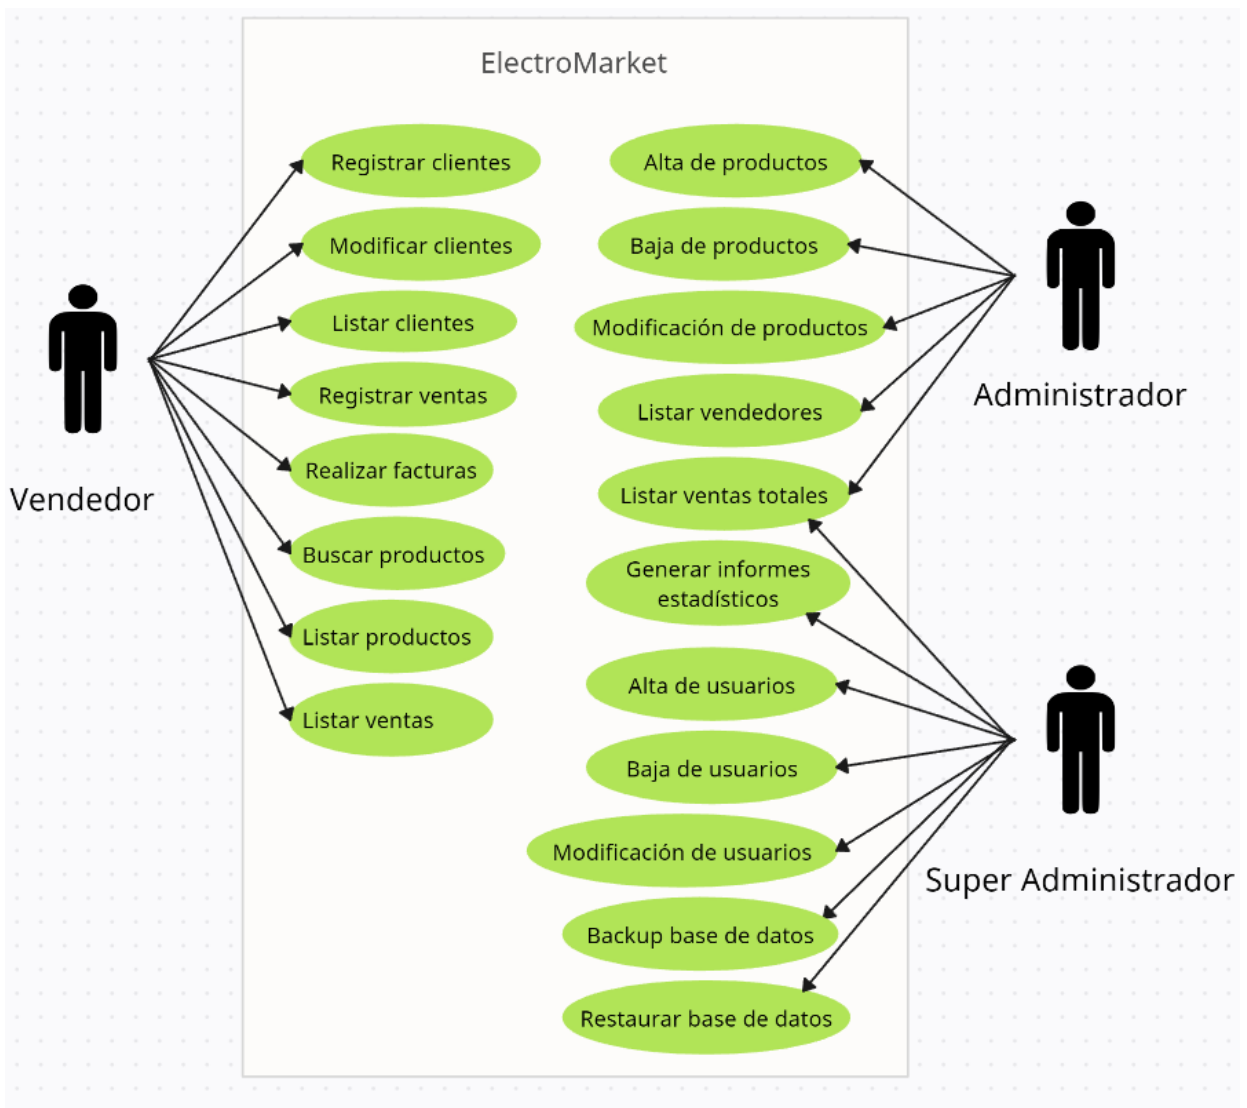 ElectroMarket
Registrar clientes
Modificar clientes
Listar clientes
Registrar ventas
Realizar facturas
Buscar productos
Listar productos
Listar ventas
Vendedor
Alta de productos
Baja de productos
Modificación de productos
Listar vendedores
Listar ventas totales
Generar informes
estadísticos
Alta de usuarios
Baja de usuarios
Modificación de usuarios
Backup base de datos
Restaurar base de datos
Administrador
Super Administrador